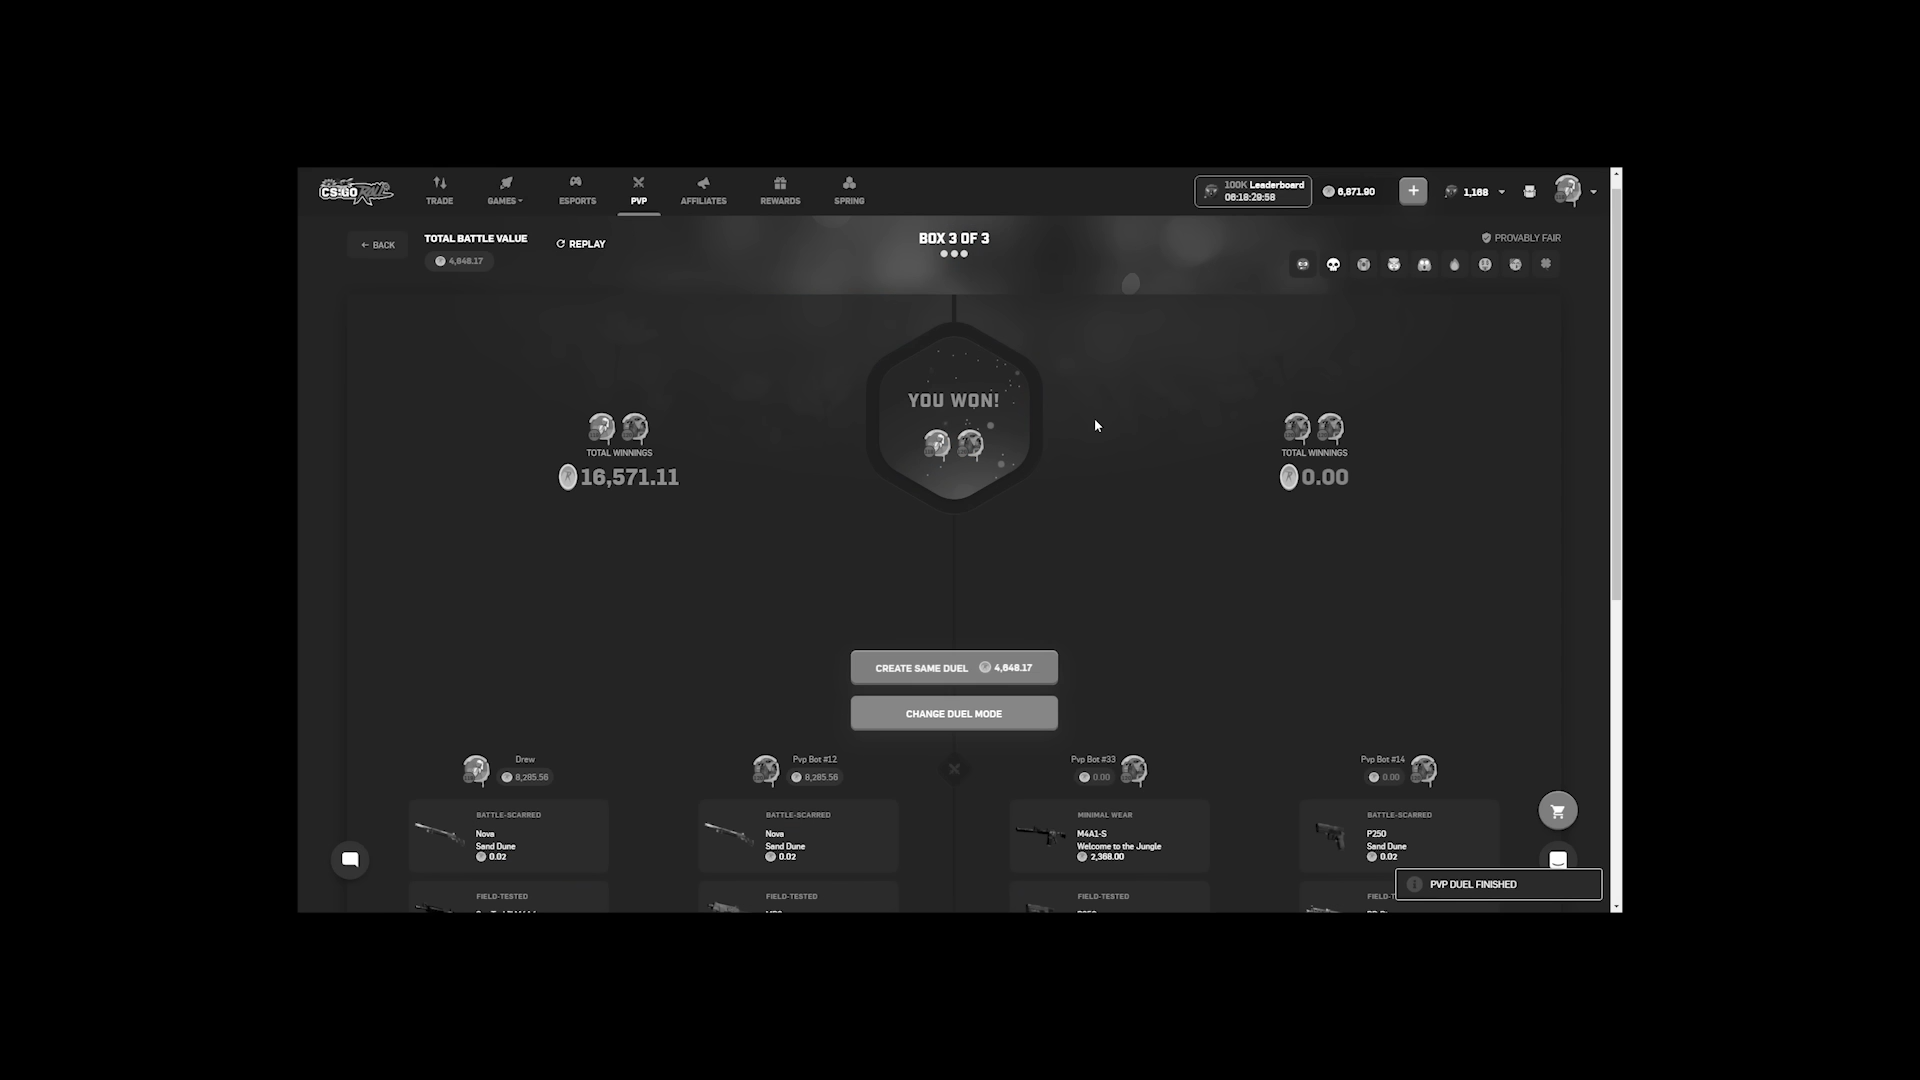 CS:GO ROLL
TRADE
GAMES
ESPORTS
PVP
AFFILIATES
REWARDS
SPRING
100K Leaderboard
06:18:29:58
6,871.90
+
1,168
← BACK
TOTAL BATTLE VALUE
4,648.17
REPLAY
BOX 3 OF 3
PROVABLY FAIR
YOU WON!
TOTAL WINNINGS
16,571.11
TOTAL WINNINGS
0.00
CREATE SAME DUEL 4,648.17
CHANGE DUEL MODE
Drew
8,285.56
Pvp Bot #12
8,285.56
Pvp Bot #33
0.00
Pvp Bot #14
0.00
BATTLE-SCARRED
Nova
Sand Dune
0.02
BATTLE-SCARRED
Nova
Sand Dune
0.02
MINIMAL WEAR
M4A1-S
Welcome to the Jungle
2,368.00
BATTLE-SCARRED
P250
Sand Dune
0.02
FIELD-TESTED
FIELD-TESTED
FIELD-TESTED
FIELD-T
PVP DUEL FINISHED